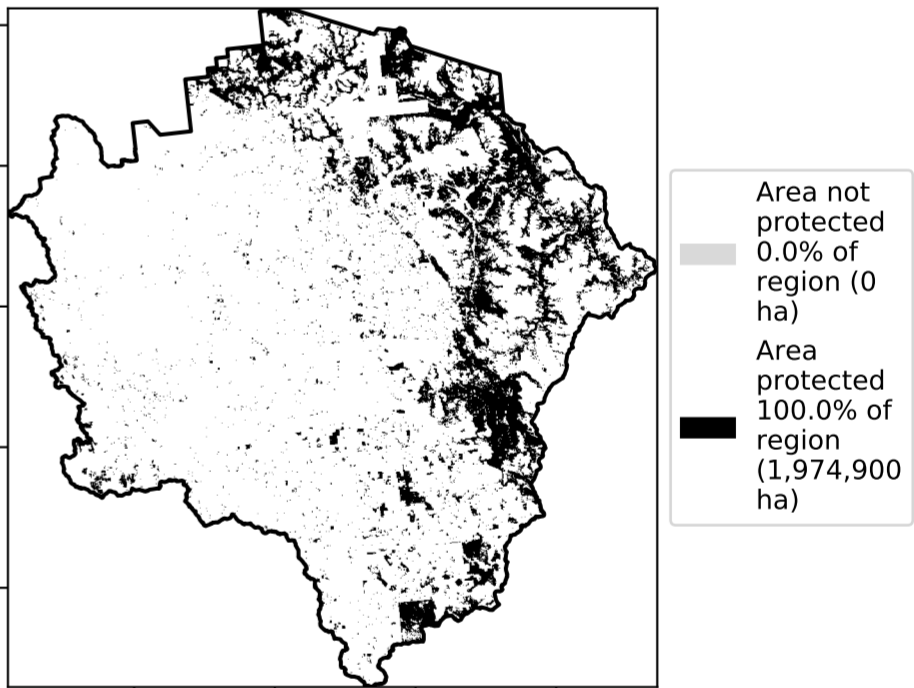 Area not
protected
0.0% of
region (0
ha)
Area
protected
100.0% of
region
(1,974,900
ha)